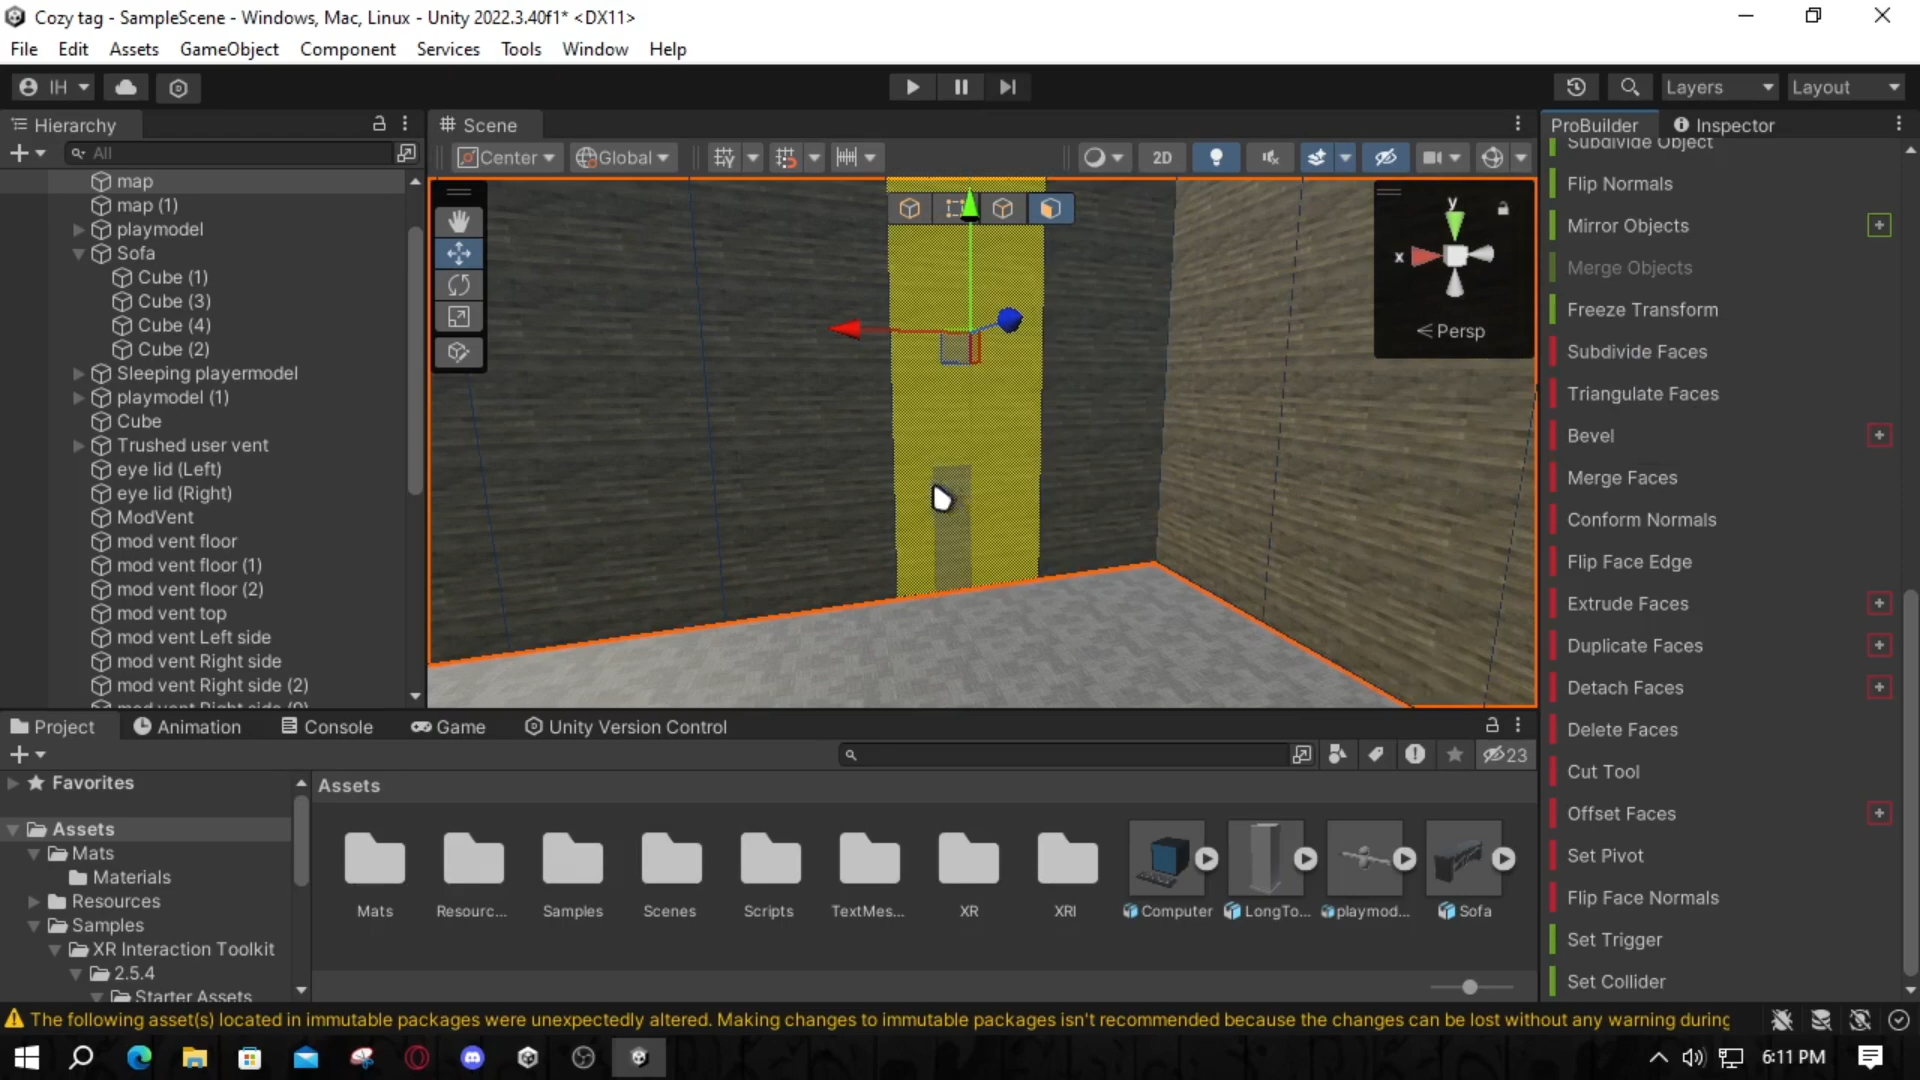 Cozy tag - SampleScene - Windows, Mac, Linux - Unity 2022.3.40f1* <DX11>
File Edit Assets GameObject Component Services Tools Window Help
IH
Layers Layout
Hierarchy
Scene
ProBuilder Inspector
All
Center Global 2D
map
map (1)
playmodel
Sofa
Cube (1)
Cube (3)
Cube (4)
Cube (2)
Sleeping playermodel
playmodel (1)
Cube
Trushed user vent
eye lid (Left)
eye lid (Right)
ModVent
mod vent floor
mod vent floor (1)
mod vent floor (2)
mod vent top
mod vent Left side
mod vent Right side
mod vent Right side (2)
y
x
Persp
Subdivide Object
Flip Normals
Mirror Objects
Merge Objects
Freeze Transform
Subdivide Faces
Triangulate Faces
Bevel
Merge Faces
Conform Normals
Flip Face Edge
Extrude Faces
Duplicate Faces
Detach Faces
Delete Faces
Cut Tool
Offset Faces
Set Pivot
Flip Face Normals
Set Trigger
Set Collider
Project Animation Console Game Unity Version Control
23
Favorites
Assets
Mats
Materials
Resources
Samples
XR Interaction Toolkit
2.5.4
Starter Assets
Assets
Mats Resourc... Samples Scenes Scripts TextMes... XR XRI Computer LongTo... playmod... Sofa
The following asset(s) located in immutable packages were unexpectedly altered. Making changes to immutable packages isn't recommended because the changes can be lost without any warning during
6:11 PM